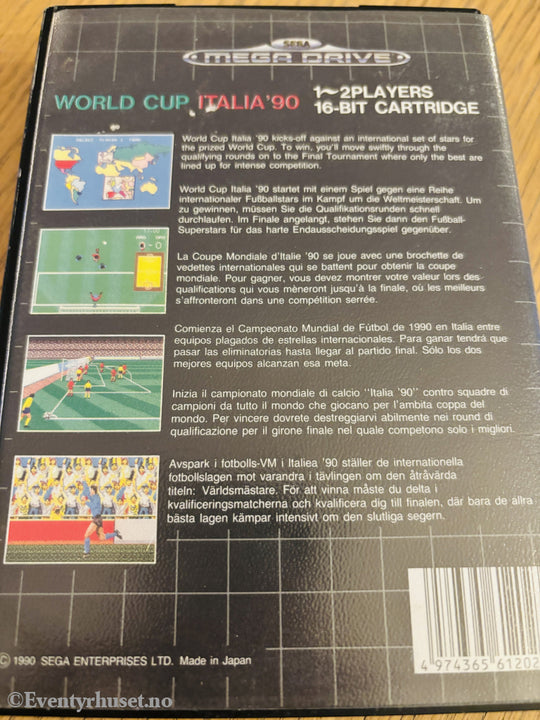 SEGA
MEGA DRIVE
WORLD CUP ITALIA'90
1~2PLAYERS
16-BIT CARTRIDGE
World Cup Italia '90 kicks-off against an international set of stars for
the prized World Cup. To win, you'll move swiftly through the
qualifying rounds on to the Final Tournament where only the best are
lined up for intense competition.
World Cup Italia '90 startet mit einem Spiel gegen eine Reihe
internationaler Fußballstars im Kampf um die Weltmeisterschaft. Um
zu gewinnen, müssen Sie die Qualifikationsrunden schnell
durchlaufen. Im Finale angelangt, stehen Sie dann den Fußball-
Superstars für das harte Endausscheidungsspiel gegenüber.
La Coupe Mondiale d'Italie '90 se joue avec une brochette de
vedettes internationales qui se battent pour obtenir la coupe
mondiale. Pour gagner, vous devez montrer votre valeur lors des
qualifications qui vous mèneront jusqu'à la finale, où les meilleurs
s'affronteront dans une compétition serrée.
Comienza el Campeonato Mundial de Fútbol de 1990 en Italia entre
equipos plagados de estrellas internacionales. Para ganar tendrá que
pasar las eliminatorias hasta llegar al partido final. Sólo los dos
mejores equipos alcanzan esa meta.
Inizia il campionato mondiale di calcio "Italia '90" contro squadre di
campioni da tutto il mondo che giocano per l'ambita coppa del
mondo. Per vincere dovrete destreggiarvi abilmente nei round di
qualificazione per il girone finale nel quale competono solo i migliori.
Avspark i fotbolls-VM i Italiea '90 ställer de internationella
fotbollslagen mot varandra i tävlingen om den åtråvärda
titeln: Världsmästare. För att vinna måste du delta i
kvalificeringsmatcherna och kvalificera dig till finalen, där bara de allra
bästa lagen kämpar intensivt om den slutliga segern.
© 1990 SEGA ENTERPRISES LTD. Made in Japan
4 974365 61202
© Eventyrhuset.no